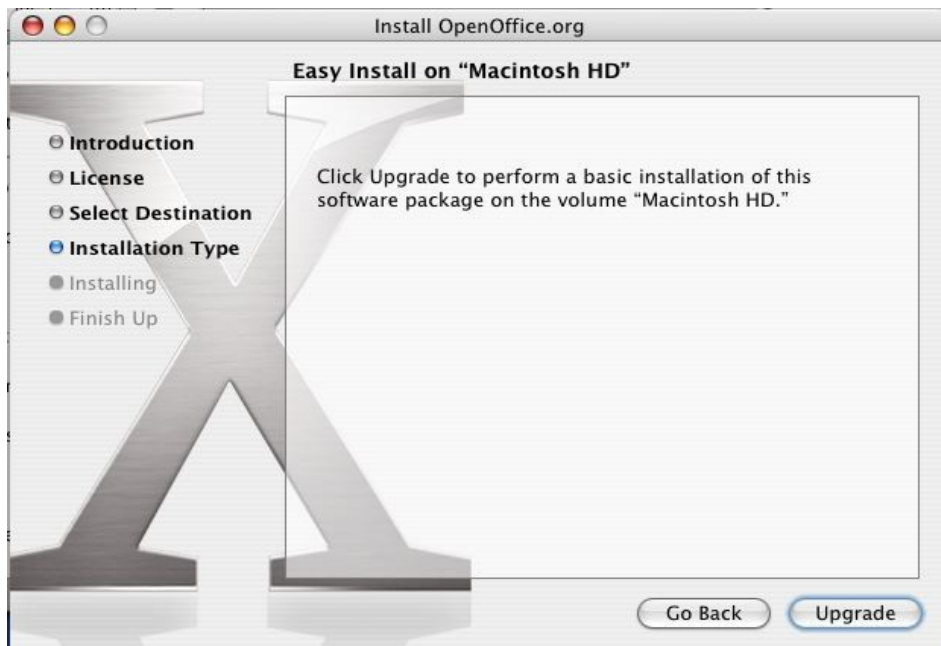 Install OpenOffice.org
Easy Install on “Macintosh HD”
Introduction
License
Select Destination
Installation Type
Installing
Finish Up
Click Upgrade to perform a basic installation of this
software package on the volume “Macintosh HD.”
Go Back
Upgrade